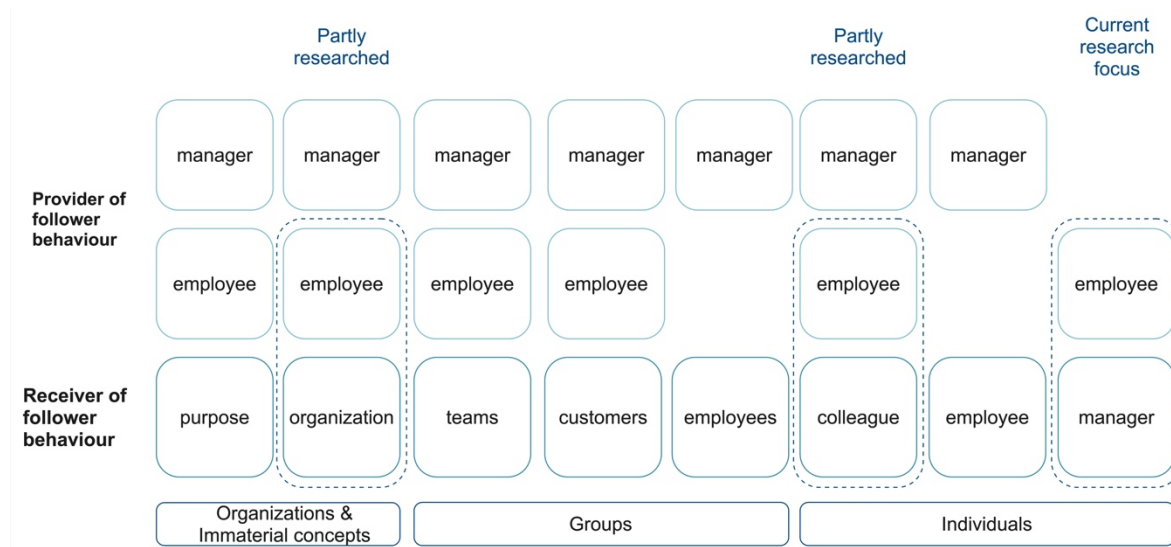 Partly
researched
Partly
researched
Current
research
focus
Provider of
follower
behaviour
manager
manager
manager
manager
manager
manager
manager
employee
employee
employee
employee
employee
employee
Receiver of
follower
behaviour
purpose
organization
teams
customers
employees
colleague
employee
manager
Organizations &
Immaterial concepts
Groups
Individuals